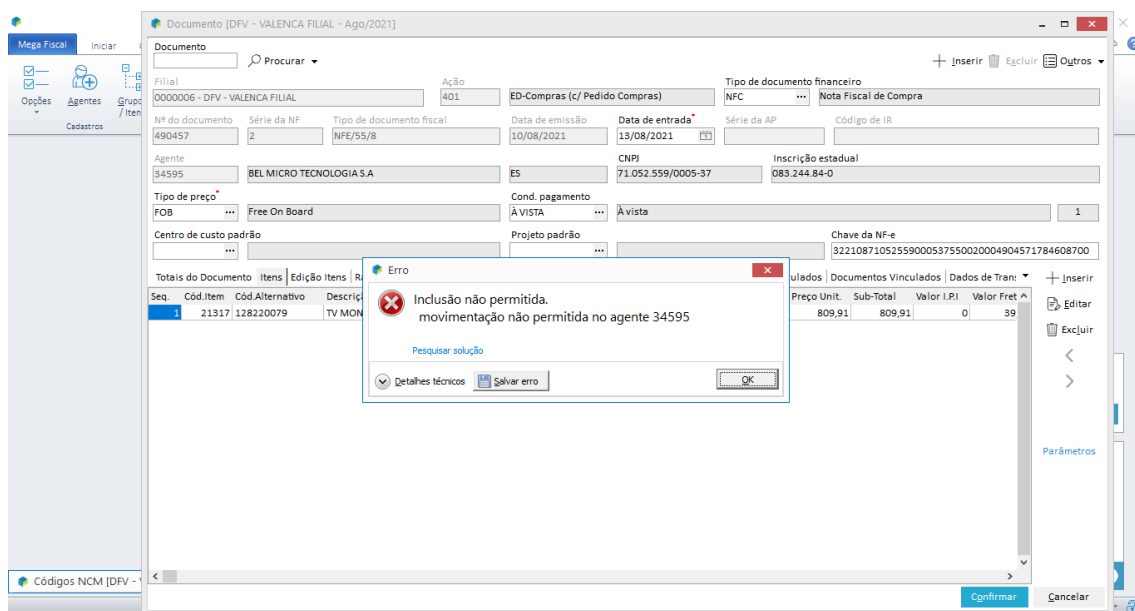 Documento [DFV - VALENCA FILIAL - Ago/2021]
Mega Fiscal Iniciar
Opções Agentes Grupo / Iten
Cadastros
Documento
Procurar
Inserir Excluir Outros
Filial Ação Tipo de documento financeiro
0000006 - DFV - VALENCA FILIAL 401 ED-Compras (c/ Pedido Compras) NFC ... Nota Fiscal de Compra
Nº do documento Série da NF Tipo de documento fiscal Data de emissão Data de entrada* Série da AP Código de IR
490457 2 NFE/55/8 10/08/2021 13/08/2021
Agente CNPJ Inscrição estadual
34595 BEL MICRO TECNOLOGIA S.A ES 71.052.559/0005-37 083.244.84-0
Tipo de preço* Cond. pagamento
FOB ... Free On Board À VISTA ... À vista 1
Centro de custo padrão Projeto padrão Chave da NF-e
... ... 32210871052559000537550020004904571784608700
Totais do Documento Itens Edição Itens Ra ulados Documentos Vinculados Dados de Tran: Inserir
Seq. Cód.Item Cód.Alternativo Descriçã Preço Unit. Sub-Total Valor I.P.I Valor Fret
1 21317 128220079 TV MON 809,91 809,91 0 39
Editar
Excluir
Parâmetros
Erro
Inclusão não permitida.
movimentação não permitida no agente 34595
Pesquisar solução
Detalhes técnicos Salvar erro OK
Códigos NCM [DFV - V
Confirmar Cancelar